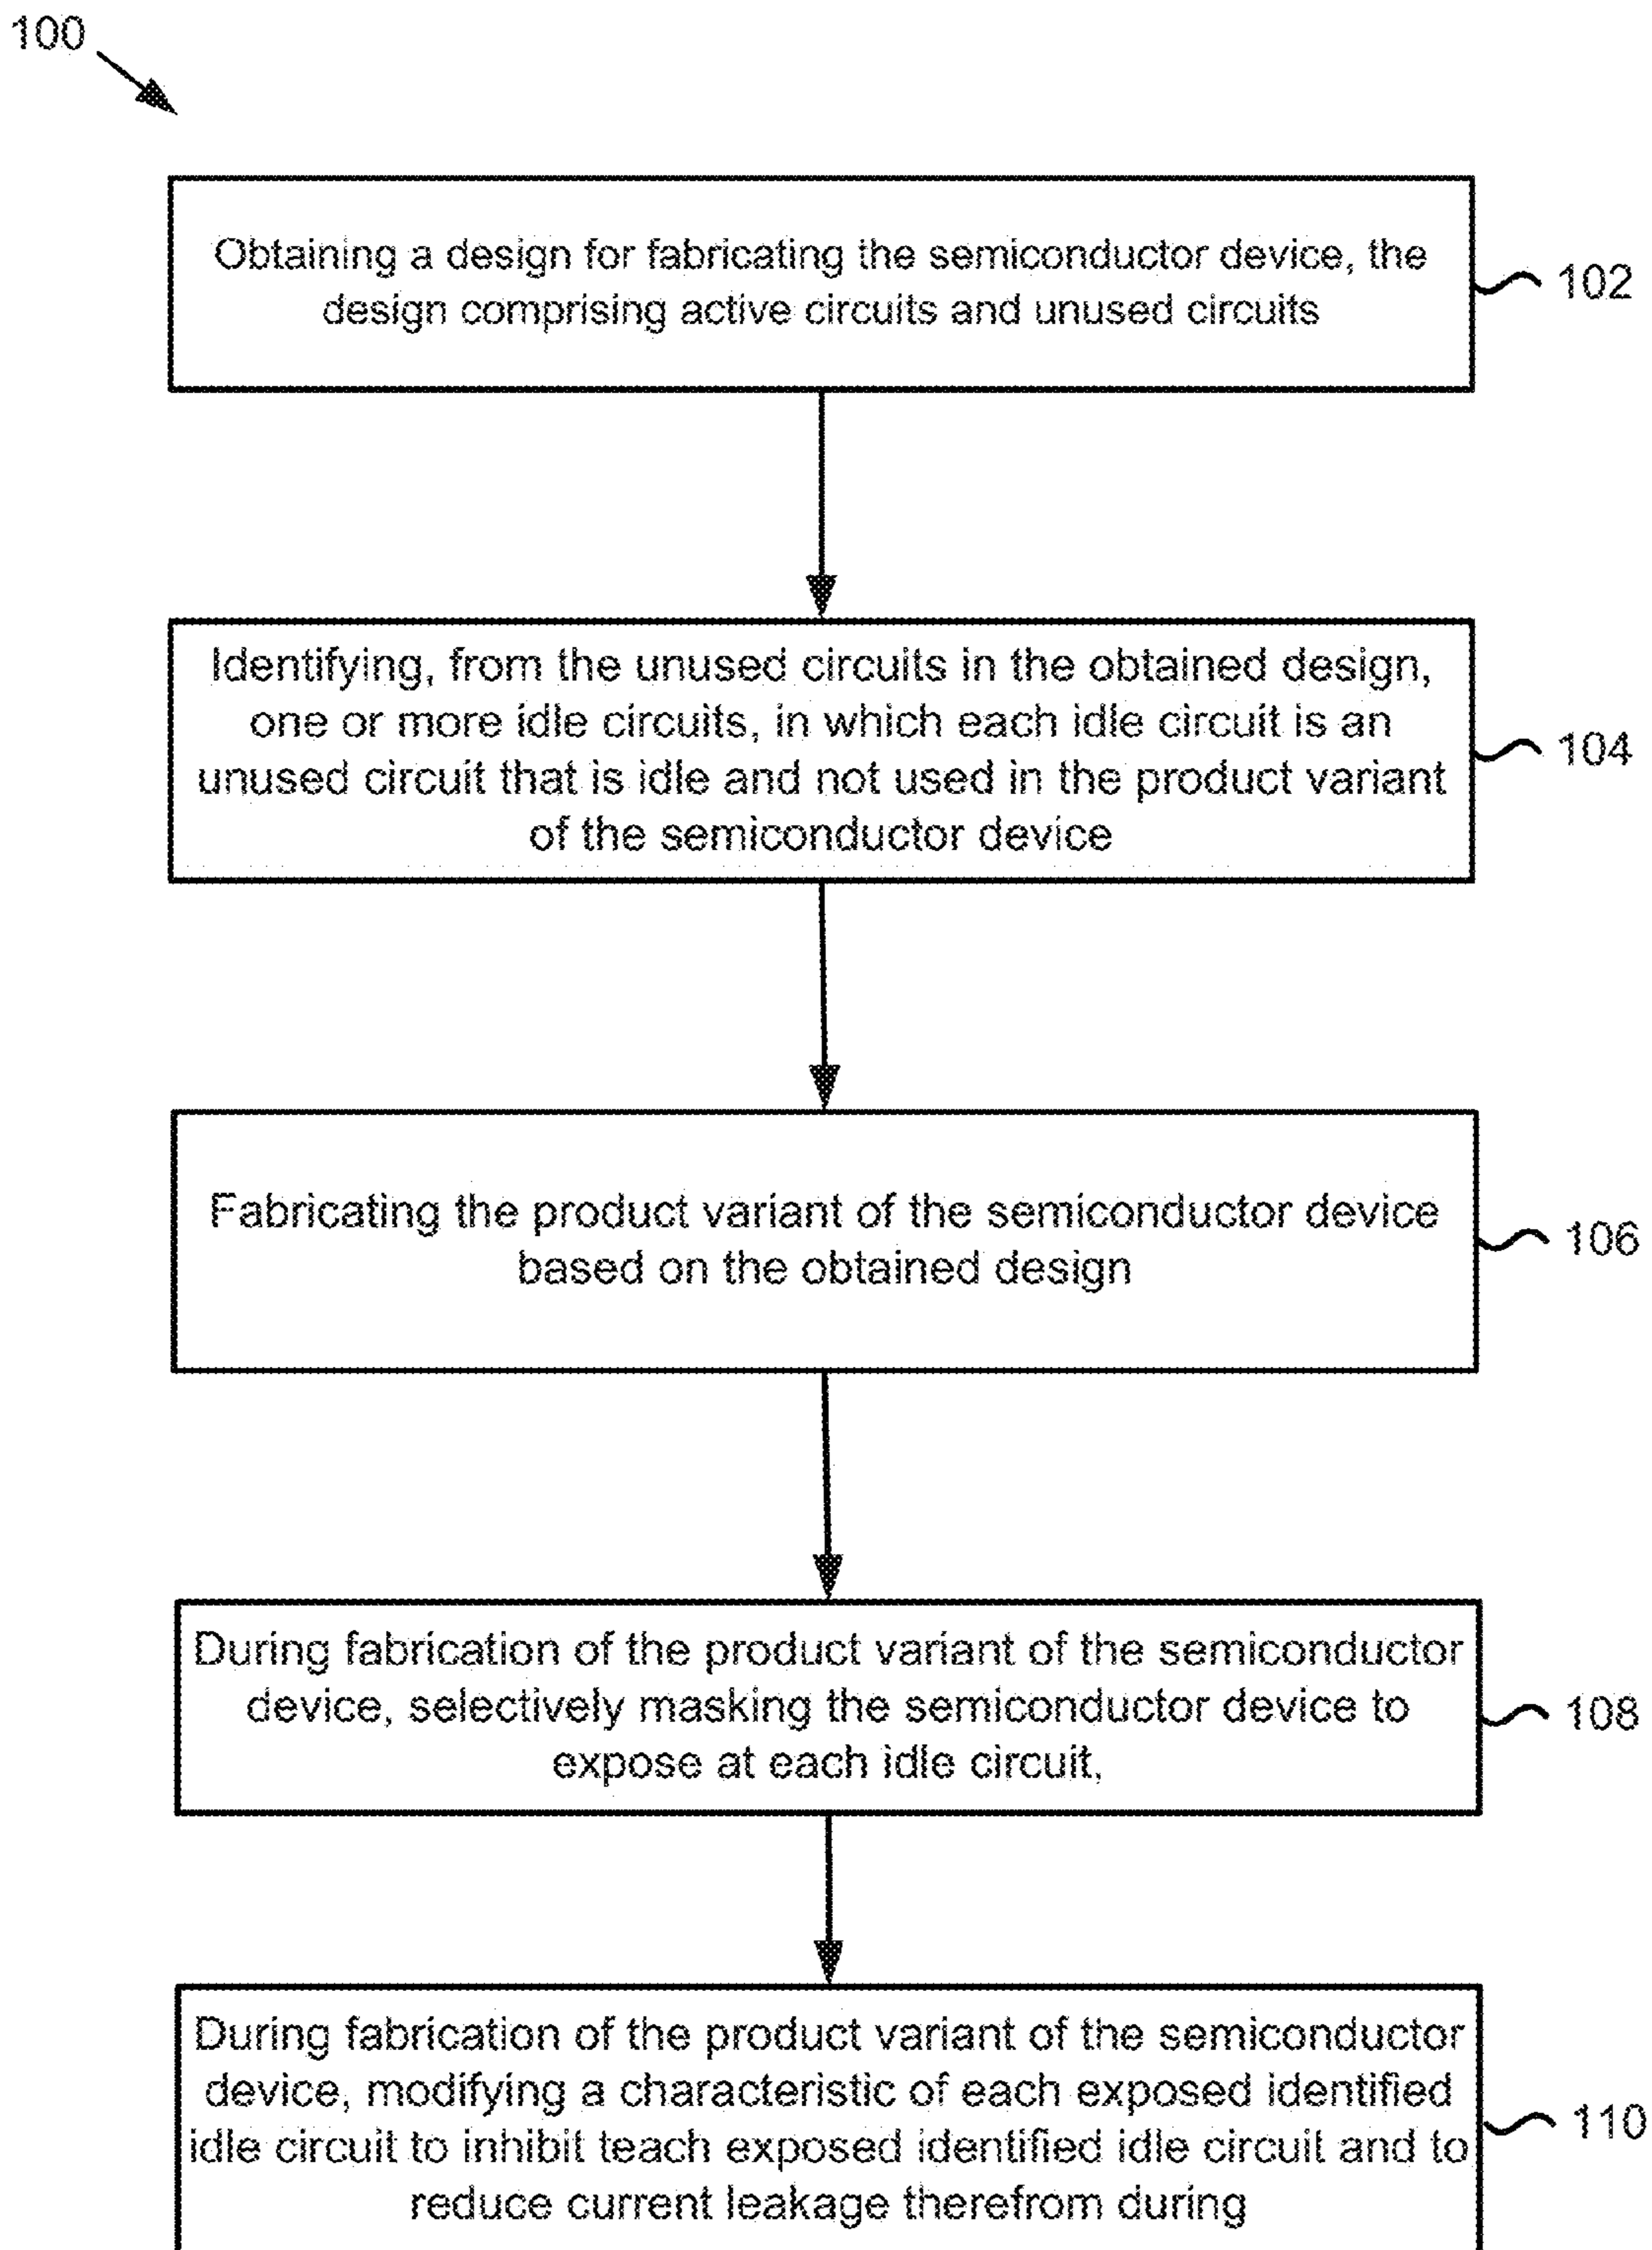 100
Obtaining a design for fabricating the semiconductor device, the
design comprising active circuits and unused circuits
102
Identifying, from the unused circuits in the obtained design,
one or more idle circuits, in which each idle circuit is an
unused circuit that is idle and not used in the product variant
of the semiconductor device
104
Fabricating the product variant of the semiconductor device
based on the obtained design
106
During fabrication of the product variant of the semiconductor
device, selectively masking the semiconductor device to
expose at each idle circuit,
108
During fabrication of the product variant of the semiconductor
device, modifying a characteristic of each exposed identified
idle circuit to inhibit teach exposed identified idle circuit and to
reduce current leakage therefrom during
110